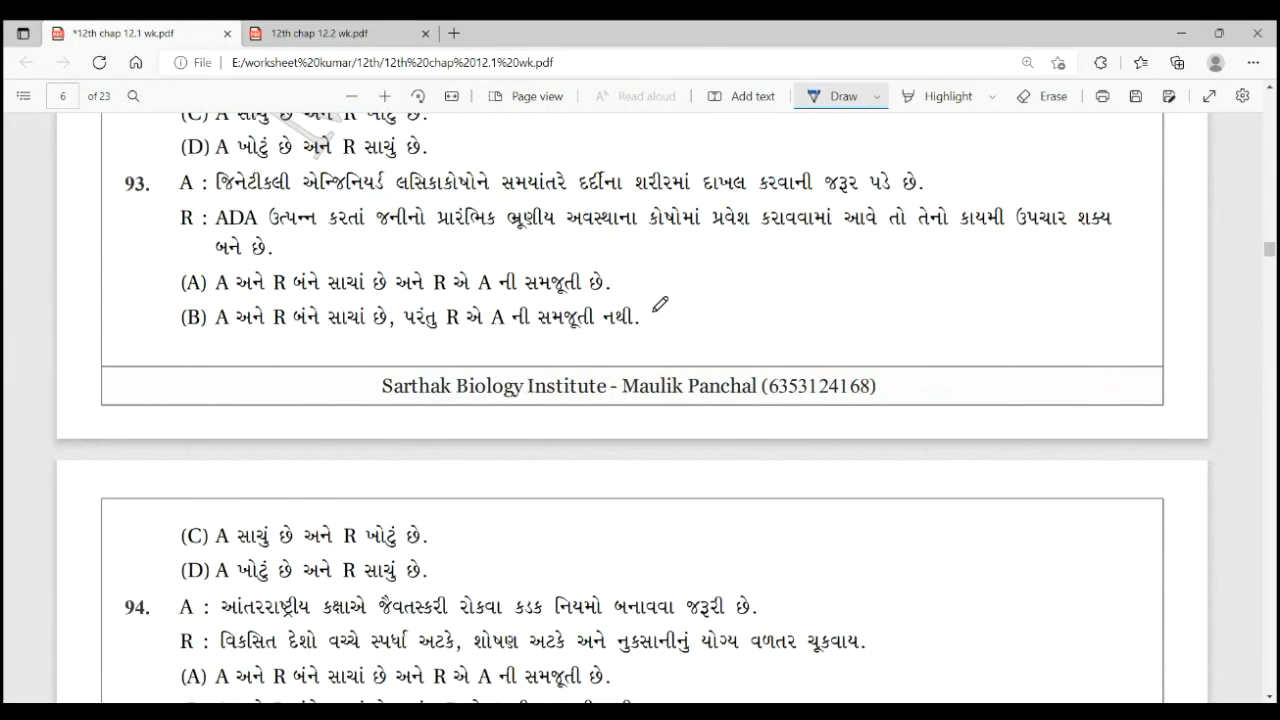 *12th chap 12.1 wk.pdf
12th chap 12.2 wk.pdf
File E:/worksheet%20kumar/12th/12th%20chap%2012.1%20wk.pdf
6 of 23 Page view Read aloud Add text Draw Highlight Erase
(C) A સાચું છે અને R ખોટું છે.
(D) A ખોટું છે અને R સાચું છે.
93. A : જિનેટીકલી એન્જિનિયર્ડ લસિકાકોષોને સમયાંતરે દર્દીના શરીરમાં દાખલ કરવાની જરૂર પડે છે.
R : ADA ઉત્પન્ન કરતાં જનીનો પ્રારંભિક ભ્રૂણીય અવસ્થાના કોષોમાં પ્રવેશ કરાવવામાં આવે તો તેનો કાયમી ઉપચાર શક્ય
બને છે.
(A) A અને R બંને સાચાં છે અને R એ A ની સમજૂતી છે.
(B) A અને R બંને સાચાં છે, પરંતુ R એ A ની સમજૂતી નથી.
Sarthak Biology Institute - Maulik Panchal (6353124168)
(C) A સાચું છે અને R ખોટું છે.
(D) A ખોટું છે અને R સાચું છે.
94. A : આંતરરાષ્ટ્રીય કક્ષાએ જૈવતસ્કરી રોકવા કડક નિયમો બનાવવા જરૂરી છે.
R : વિકસિત દેશો વચ્ચે સ્પર્ધા અટકે, શોષણ અટકે અને નુકસાનીનું યોગ્ય વળતર ચૂકવાય.
(A) A અને R બંને સાચાં છે અને R એ A ની સમજૂતી છે.